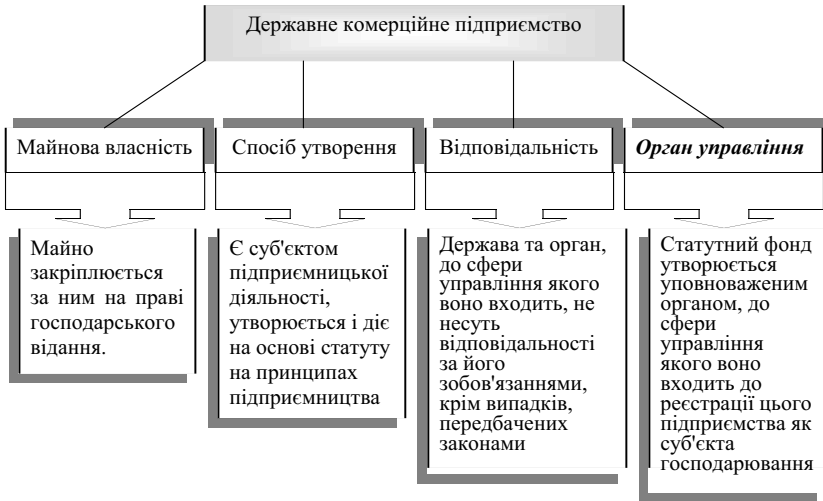 Державне комерційне підприємство
Майнова власність
Спосіб утворення
Відповідальність
Орган управління
Майно
закріплюється
за ним на праві
господарського
відання.
Є суб'єктом
підприємницької
діяльності,
утворюється і діє
на основі статуту
на принципах
підприємництва
Держава та орган,
до сфери
управління якого
воно входить, не
несуть
відповідальності
за його
зобов'язаннями,
крім випадків,
передбачених
законами
Статутний фонд
утворюється
уповноваженим
органом, до
сфери
управління
якого воно
входить до
реєстрації цього
підприємства як
суб'єкта
господарювання